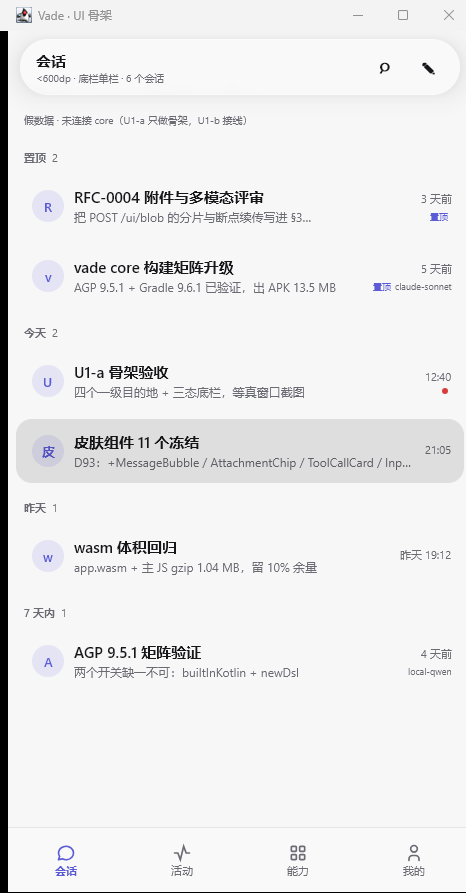 Vade · UI 骨架
会话
<600dp · 底栏单栏 · 6 个会话
假数据 · 未连接 core（U1-a 只做骨架，U1-b 接线）
置顶 2
R
RFC-0004 附件与多模态评审
3 天前
把 POST /ui/blob 的分片与断点续传写进 §3...
置顶
v
vade core 构建矩阵升级
5 天前
AGP 9.5.1 + Gradle 9.6.1 已验证，出 APK 13.5 MB
置顶 claude-sonnet
今天 2
U
U1-a 骨架验收
12:40
四个一级目的地 + 三态底栏，等真窗口截图
皮
皮肤组件 11 个冻结
21:05
D93：+MessageBubble / AttachmentChip / ToolCallCard / Inp...
昨天 1
w
wasm 体积回归
昨天 19:12
app.wasm + 主 JS gzip 1.04 MB，留 10% 余量
7 天内 1
A
AGP 9.5.1 矩阵验证
4 天前
两个开关缺一不可：builtInKotlin + newDsl
local-qwen
会话
活动
能力
我的